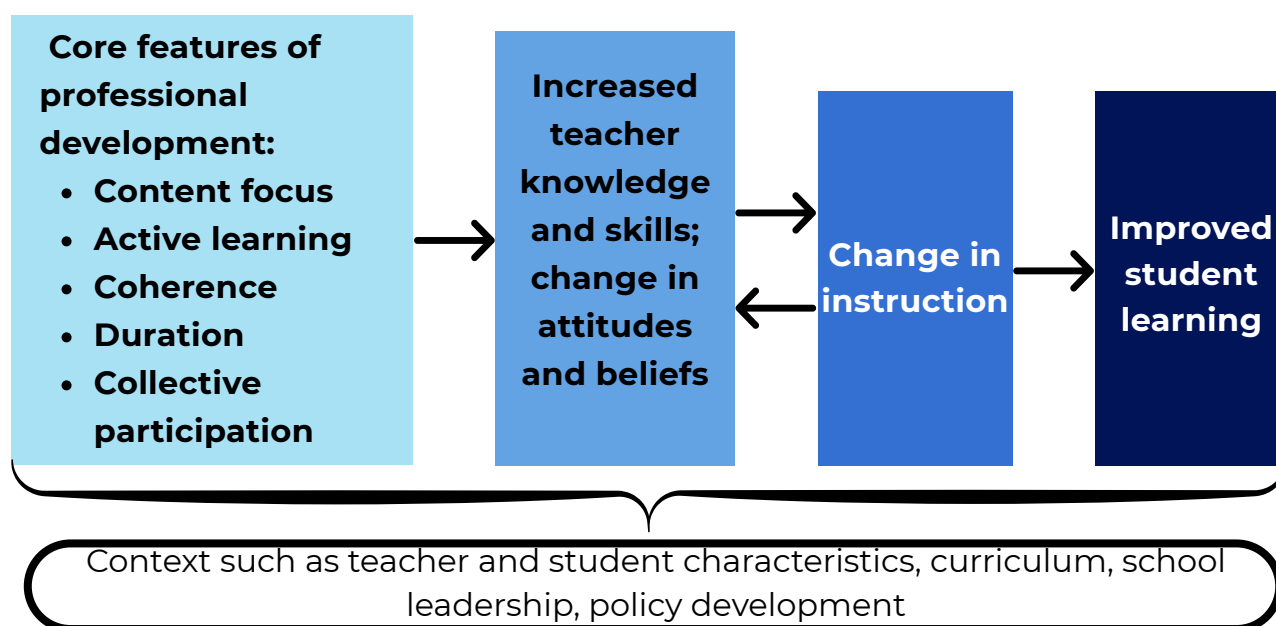 Core features of
professional
development:
• Content focus
• Active learning
• Coherence
• Duration
• Collective
participation
Increased
teacher
knowledge
and skills;
change in
attitudes
and beliefs
Change in
instruction
Improved
student
learning
Context such as teacher and student characteristics, curriculum, school
leadership, policy development